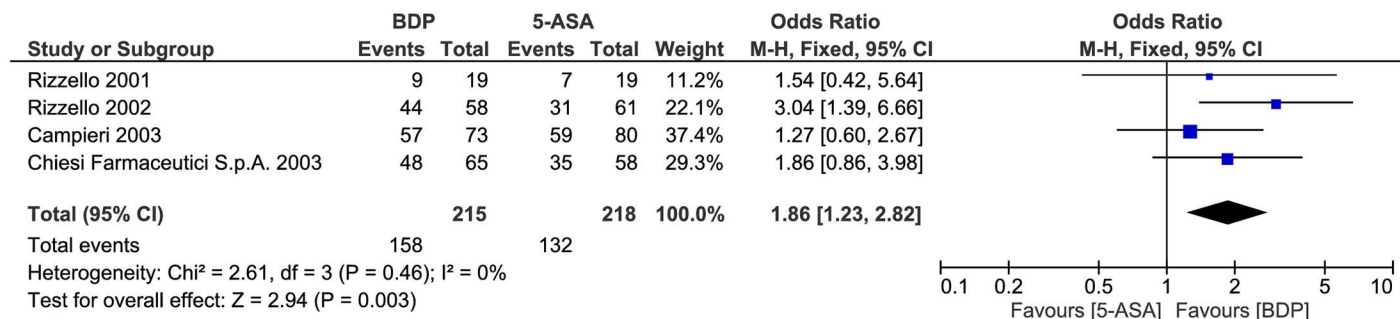 BDP 5-ASA Odds Ratio Odds Ratio
Study or Subgroup Events Total Events Total Weight M-H, Fixed, 95% CI M-H, Fixed, 95% CI
Rizzello 2001 9 19 7 19 11.2% 1.54 [0.42, 5.64]
Rizzello 2002 44 58 31 61 22.1% 3.04 [1.39, 6.66]
Campieri 2003 57 73 59 80 37.4% 1.27 [0.60, 2.67]
Chiesi Farmaceutici S.p.A. 2003 48 65 35 58 29.3% 1.86 [0.86, 3.98]
Total (95% CI) 215 218 100.0% 1.86 [1.23, 2.82]
Total events 158 132
Heterogeneity: Chi² = 2.61, df = 3 (P = 0.46); I² = 0%
Test for overall effect: Z = 2.94 (P = 0.003)
0.1 0.2 0.5 1 2 5 10
Favours [5-ASA] Favours [BDP]